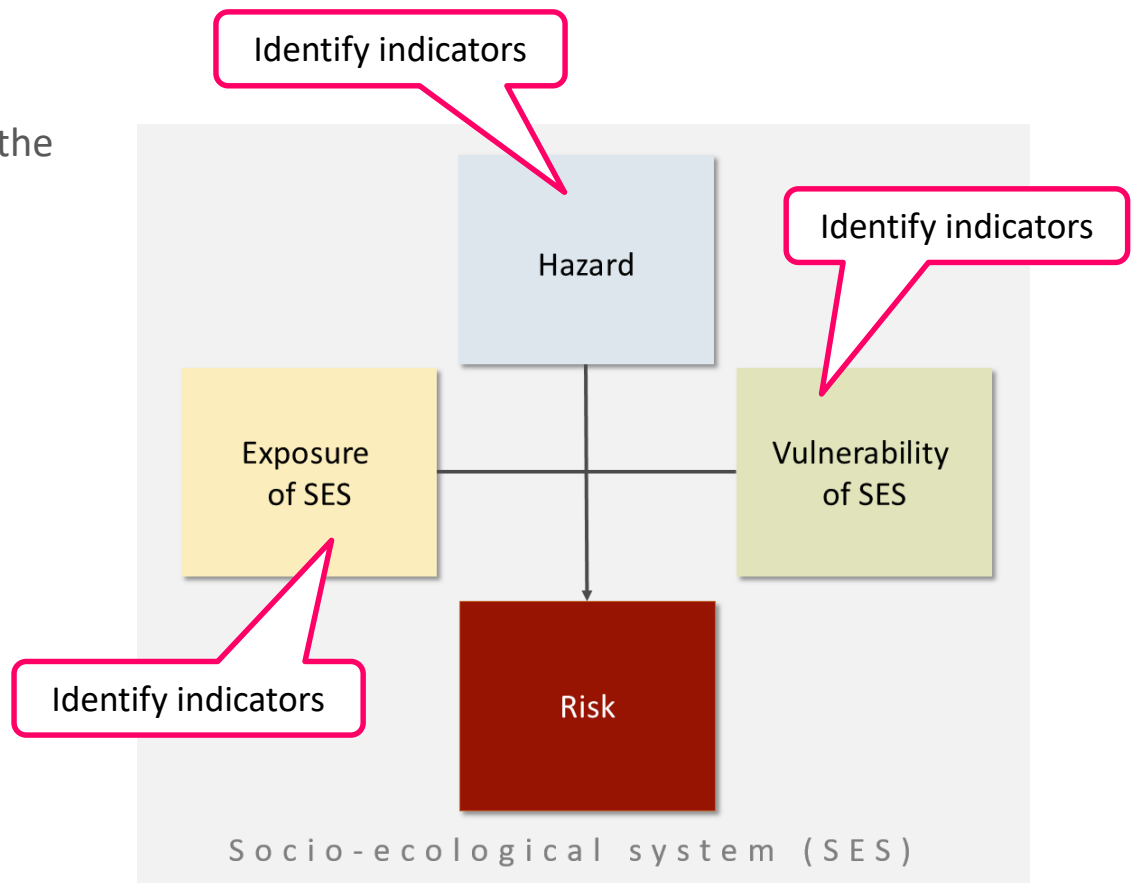 Identify indicators
the
Hazard
Identify indicators
Exposure
of SES
Vulnerability
of SES
Identify indicators
Risk
Socio-ecological system (SES)